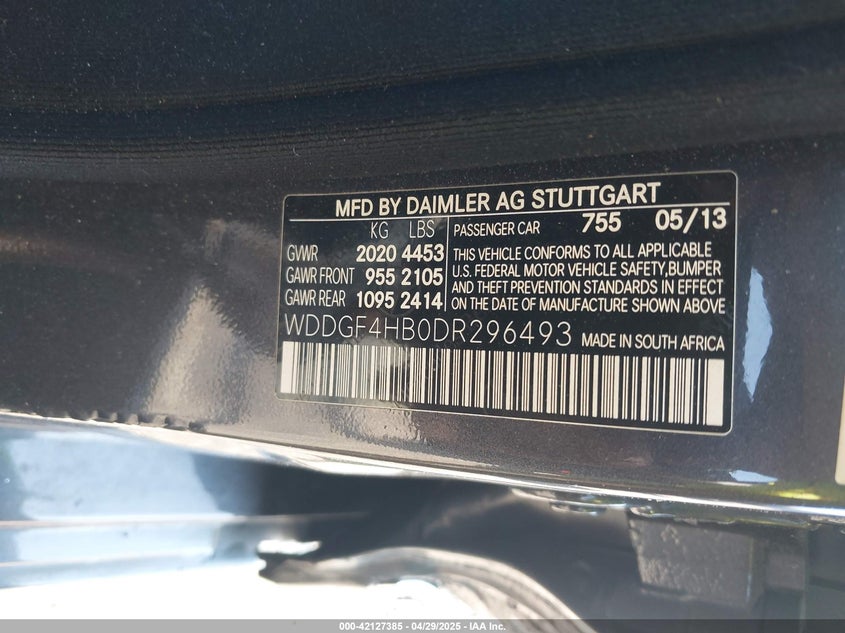 MFD BY DAIMLER AG STUTTGART
KG LBS
GVWR 2020 4453
GAWR FRONT 955 2105
GAWR REAR 1095 2414
PASSENGER CAR 755 05/13
THIS VEHICLE CONFORMS TO ALL APPLICABLE
U.S. FEDERAL MOTOR VEHICLE SAFETY,BUMPER
AND THEFT PREVENTION STANDARDS IN EFFECT
ON THE DATE OF MANUFACTURE SHOWN ABOVE
WDDGF4HB0DR296493 MADE IN SOUTH AFRICA
000-42127385 - 04/29/2025 - IAA Inc.